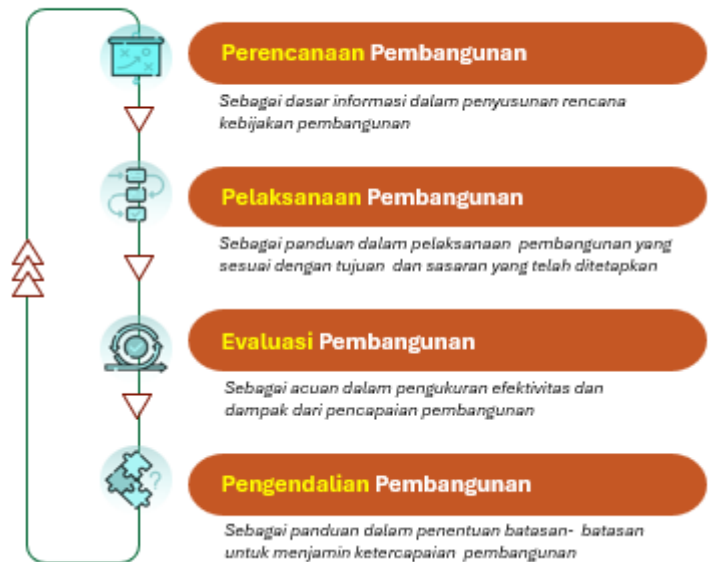 Perencanaan Pembangunan
Sebagai dasar informasi dalam penyusunan rencana
kebijakan pembangunan
Pelaksanaan Pembangunan
Sebagai panduan dalam pelaksanaan pembangunan yang
sesuai dengan tujuan dan sasaran yang telah ditetapkan
Evaluasi Pembangunan
Sebagai acuan dalam pengukuran efektivitas dan
dampak dari pencapaian pembangunan
?
Pengendalian Pembangunan
Sebagai panduan dalam penentuan batasan- batasan
untuk menjamin ketercapaian pembangunan